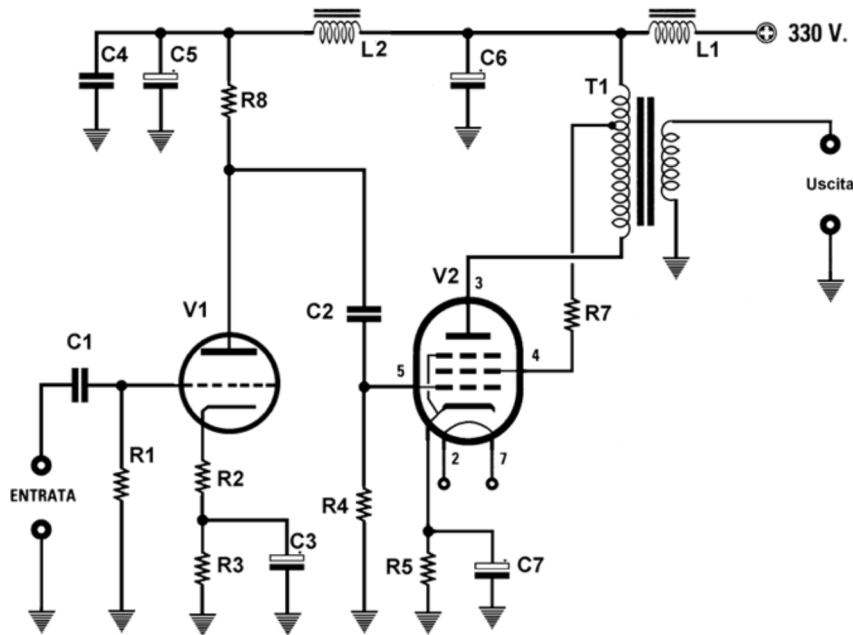 C4
C5
L2
C6
L1
330 V.
R8
T1
Uscita
V2
3
V1
C2
R7
C1
5
4
R1
R2
2
7
ENTRATA
R4
R3
C3
R5
C7